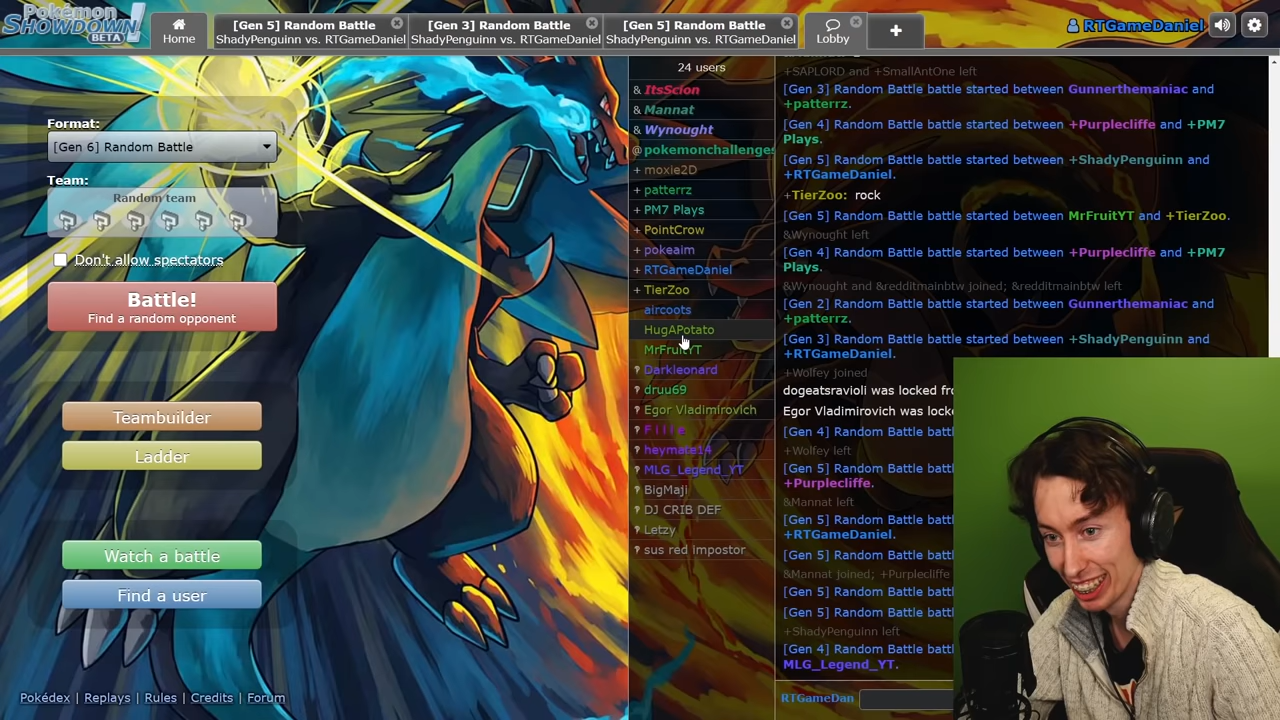 Pokémon
SHOWDOWN!
BETA
Home
[Gen 5] Random Battle
ShadyPenguinn vs. RTGameDaniel
[Gen 3] Random Battle
ShadyPenguinn vs. RTGameDaniel
[Gen 5] Random Battle
ShadyPenguinn vs. RTGameDaniel
Lobby
+
RTGameDaniel
Format:
[Gen 6] Random Battle
Team:
Random team
Don't allow spectators
Battle!
Find a random opponent
Teambuilder
Ladder
Watch a battle
Find a user
Pokédex | Replays | Rules | Credits | Forum
24 users
& ItsScion
& Mannat
& Wynought
@pokemonchallenges
+ moxie2D
+ patterrz
+ PM7 Plays
+ PointCrow
+ pokeaim
+ RTGameDaniel
+ TierZoo
aircoots
HugAPotato
MrFruitYT
? Darkleonard
? druu69
? Egor Vladimirovich
? F i l l e
? heymate14
? MLG_Legend_YT
? BigMaji
? DJ CRIB DEF
? Letzy
? sus red impostor
+SAPLORD and +SmallAntOne left
[Gen 3] Random Battle battle started between Gunnerthemaniac and
+patterrz.
[Gen 4] Random Battle battle started between +Purplecliffe and +PM7
Plays.
[Gen 5] Random Battle battle started between +ShadyPenguinn and
+RTGameDaniel.
+TierZoo: rock
[Gen 5] Random Battle battle started between MrFruitYT and +TierZoo.
&Wynought left
[Gen 4] Random Battle battle started between +Purplecliffe and +PM7
Plays.
&Wynought and &redditmainbtw joined; &redditmainbtw left
[Gen 2] Random Battle battle started between Gunnerthemaniac and
+patterrz.
[Gen 3] Random Battle battle started between +ShadyPenguinn and
+RTGameDaniel.
+Wolfey joined
dogeatsravioli was locked fr
Egor Vladimirovich was lock
[Gen 4] Random Battle batt
+Wolfey left
[Gen 5] Random Battle batt
+Purplecliffe.
&Mannat left
[Gen 5] Random Battle batt
+RTGameDaniel.
[Gen 5] Random Battle batt
&Mannat joined; +Purplecliffe
[Gen 5] Random Battle batt
[Gen 5] Random Battle batt
+ShadyPenguinn left
[Gen 4] Random Battle batt
MLG_Legend_YT.
RTGameDan